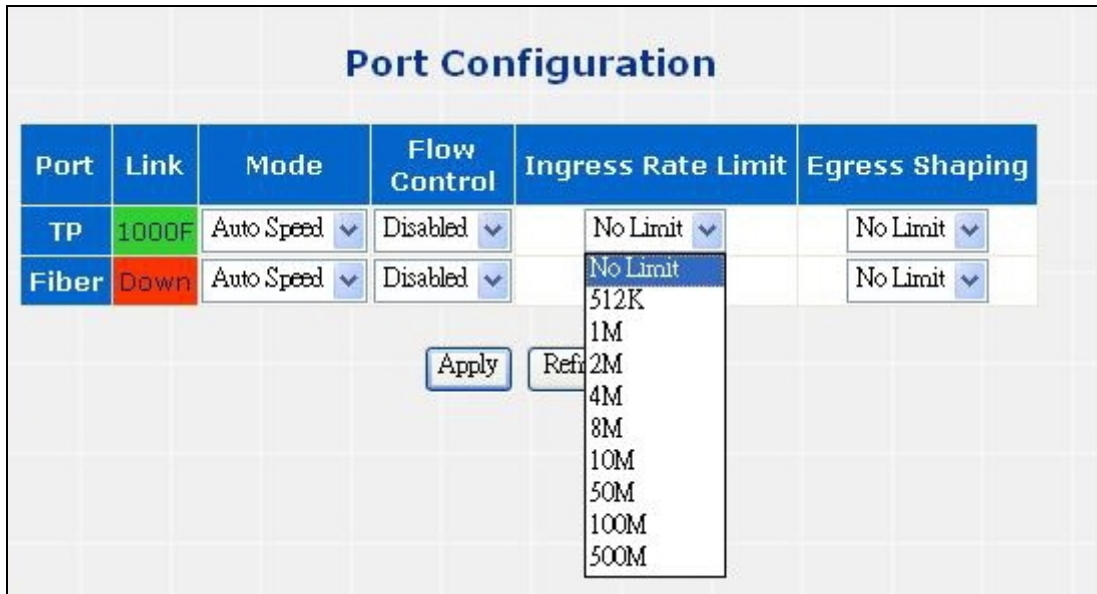 Port Configuration
Port Link Mode Flow Control Ingress Rate Limit Egress Shaping
TP 1000F Auto Speed Disabled No Limit No Limit
Fiber Down Auto Speed Disabled No Limit
No Limit
512K
1M
2M
4M
8M
10M
50M
100M
500M
Apply